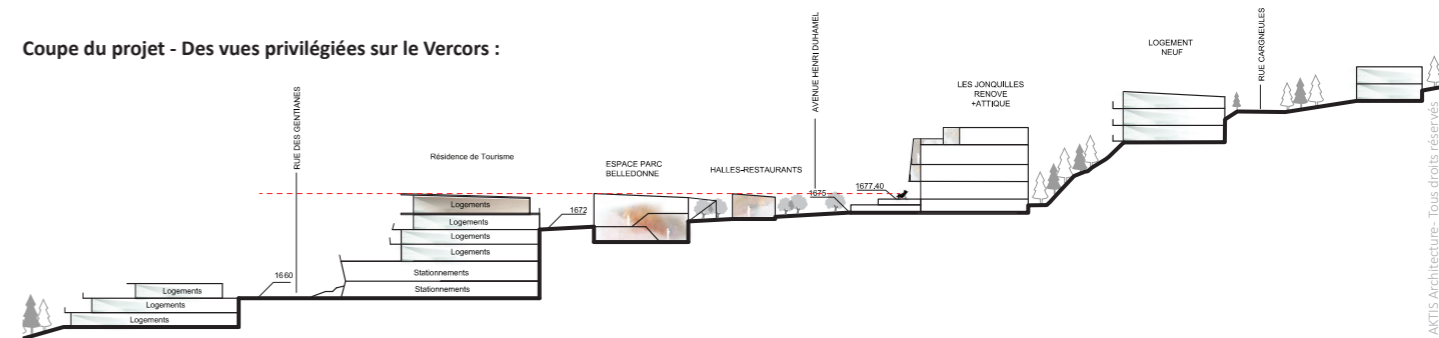 Coupe du projet - Des vues privilégiées sur le Vercors :
RUE DES GENTIANES
Résidence de Tourisme
ESPACE PARC
BELLEDONNE
HALLES-RESTAURANTS
AVENUE HENRI DUHAMEL
LES JONQUILLES
RENOVE
+ATTIQUE
LOGEMENT
NEUF
RUE CARGNEULES
1660
1672
1675
1677.40
Logements
Logements
Logements
Logements
Logements
Logements
Logements
Stationnements
Stationnements
AKTIS Architecture- Tous droits réservés